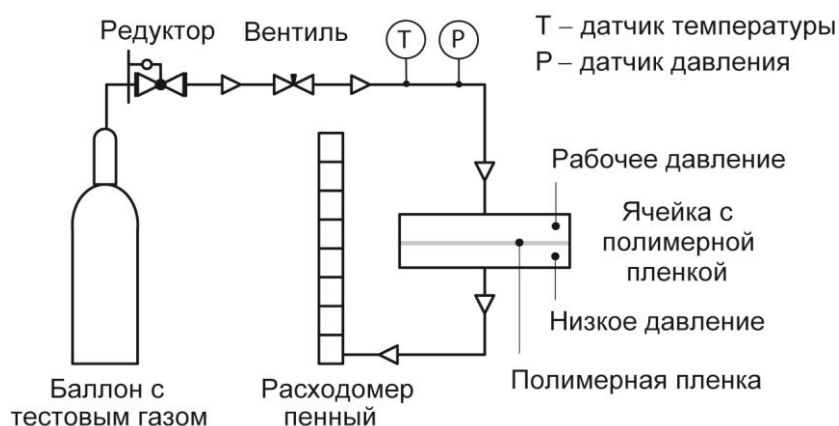 Редуктор
Вентиль
T
P
T – датчик температуры
P – датчик давления
Рабочее давление
Ячейка с
полимерной
пленкой
Низкое давление
Полимерная пленка
Баллон с
тестовым газом
Расходомер
пенный